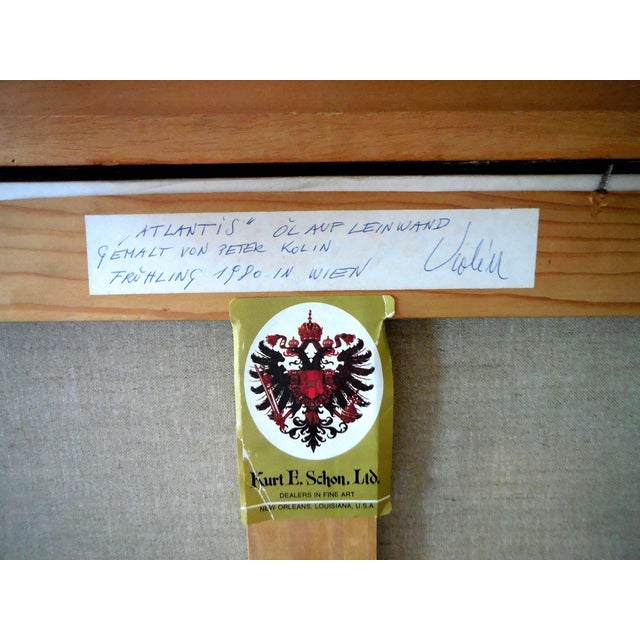 „ATLANTIS" ÖL AUF LEINWAND
GEMALT VON PETER KOLIN
FRÜHLING 1980 IN WIEN
Kurt E. Schon, Ltd.
DEALERS IN FINE ART
NEW ORLEANS, LOUISIANA, U.S.A